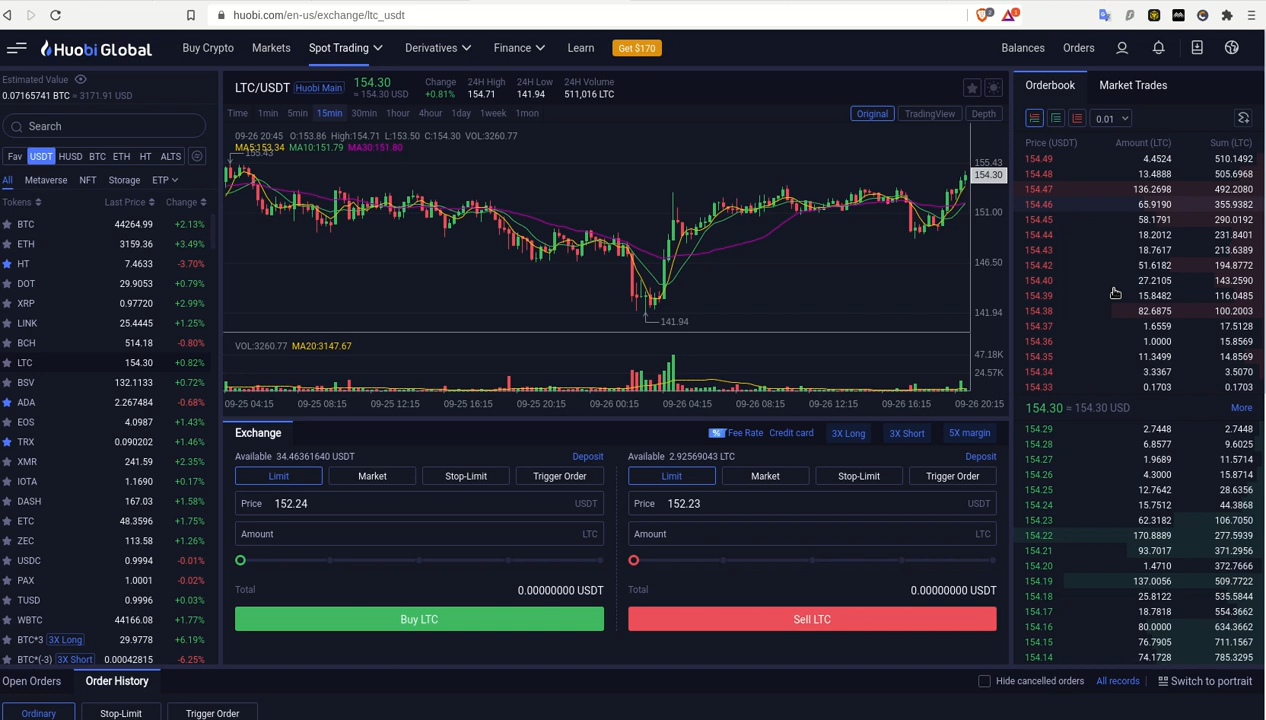 huobi.com/en-us/exchange/ltc_usdt
2
1
Huobi Global
Buy Crypto Markets Spot Trading Derivatives Finance Learn Get $170 Balances Orders
Estimated Value
0.07165741 BTC ≈ 3171.91 USD
Search
Fav USDT HUSD BTC ETH HT ALTS
All Metaverse NFT Storage ETP
Tokens Last Price Change
BTC 44264.99 +2.13%
ETH 3159.36 +3.49%
HT 7.4633 -3.70%
DOT 29.9053 +0.79%
XRP 0.97720 +2.99%
LINK 25.4445 +1.25%
BCH 514.18 -0.80%
LTC 154.30 +0.82%
BSV 132.1133 +0.72%
ADA 2.267484 -0.68%
EOS 4.0987 +1.43%
TRX 0.090202 +1.46%
XMR 241.59 +2.35%
IOTA 1.1690 +0.17%
DASH 167.03 +1.58%
ETC 48.3596 +1.75%
ZEC 113.58 +1.26%
USDC 0.9994 -0.01%
PAX 1.0001 -0.02%
TUSD 0.9996 +0.03%
WBTC 44166.08 +1.77%
BTC*3 3X Long 29.9778 +6.19%
BTC*(-3) 3X Short 0.00042815 -6.25%
LTC/USDT Huobi Main
154.30
≈ 154.30 USD
Change
+0.81%
24H High
154.71
24H Low
141.94
24H Volume
511,016 LTC
Time 1min 5min 15min 30min 1hour 4hour 1day 1week 1mon Original TradingView Depth
09-26 20:45 O:153.86 High:154.71 L:153.50 C:154.30 VOL:3260.77
MA5:153.34 MA10:151.79 MA30:151.80
155.43
155.43
154.30
151.00
146.50
141.94
141.94
VOL:3260.77 MA20:3147.67
47.18K
24.57K
09-25 04:15 09-25 08:15 09-25 12:15 09-25 16:15 09-25 20:15 09-26 00:15 09-26 04:15 09-26 08:15 09-26 12:15 09-26 16:15 09-26 20:15
Exchange % Fee Rate Credit card 3X Long 3X Short 5X margin
Available 34.46361640 USDT Deposit
Limit Market Stop-Limit Trigger Order
Price 152.24 USDT
Amount LTC
Total 0.00000000 USDT
Buy LTC
Available 2.92569043 LTC Deposit
Limit Market Stop-Limit Trigger Order
Price 152.23 USDT
Amount LTC
Total 0.00000000 USDT
Sell LTC
Orderbook Market Trades
0.01
Price (USDT) Amount (LTC) Sum (LTC)
154.49 4.4524 510.1492
154.48 13.4888 505.6968
154.47 136.2698 492.2080
154.46 65.9190 355.9382
154.45 58.1791 290.0192
154.44 18.2012 231.8401
154.43 18.7617 213.6389
154.42 51.6182 194.8772
154.40 27.2105 143.2590
154.39 15.8482 116.0485
154.38 82.6875 100.2003
154.37 1.6559 17.5128
154.36 1.0000 15.8569
154.35 11.3499 14.8569
154.34 3.3367 3.5070
154.33 0.1703 0.1703
154.30 ≈ 154.30 USD More
154.29 2.7448 2.7448
154.28 6.8577 9.6025
154.27 1.9689 11.5714
154.26 4.3000 15.8714
154.25 12.7642 28.6356
154.24 15.7512 44.3868
154.23 62.3182 106.7050
154.22 170.8889 277.5939
154.21 93.7017 371.2956
154.20 1.4710 372.7666
154.19 137.0056 509.7722
154.18 25.8122 535.5844
154.17 18.7818 554.3662
154.16 80.0000 634.3662
154.15 76.7905 711.1567
154.14 74.1728 785.3295
Open Orders Order History Hide cancelled orders All records Switch to portrait
Ordinary Stop-Limit Trigger Order